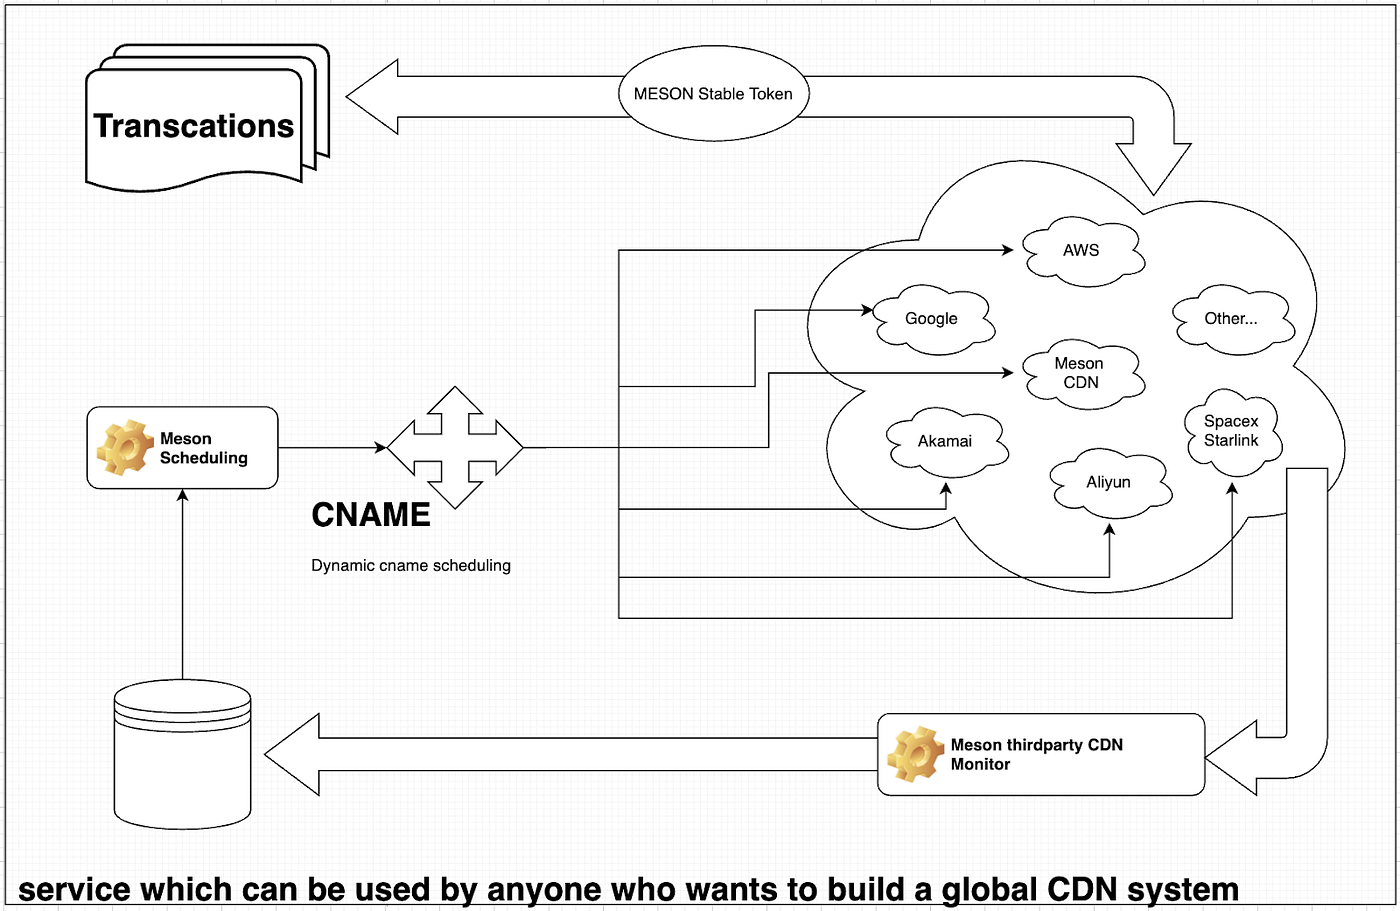 MESON Stable Token
Transcations
AWS
Google
Other...
Meson
CDN
Spacex
Starlink
Akamai
Meson
Scheduling
Aliyun
CNAME
Dynamic cname scheduling
Meson thirdparty CDN
Monitor
service which can be used by anyone who wants to build a global CDN system